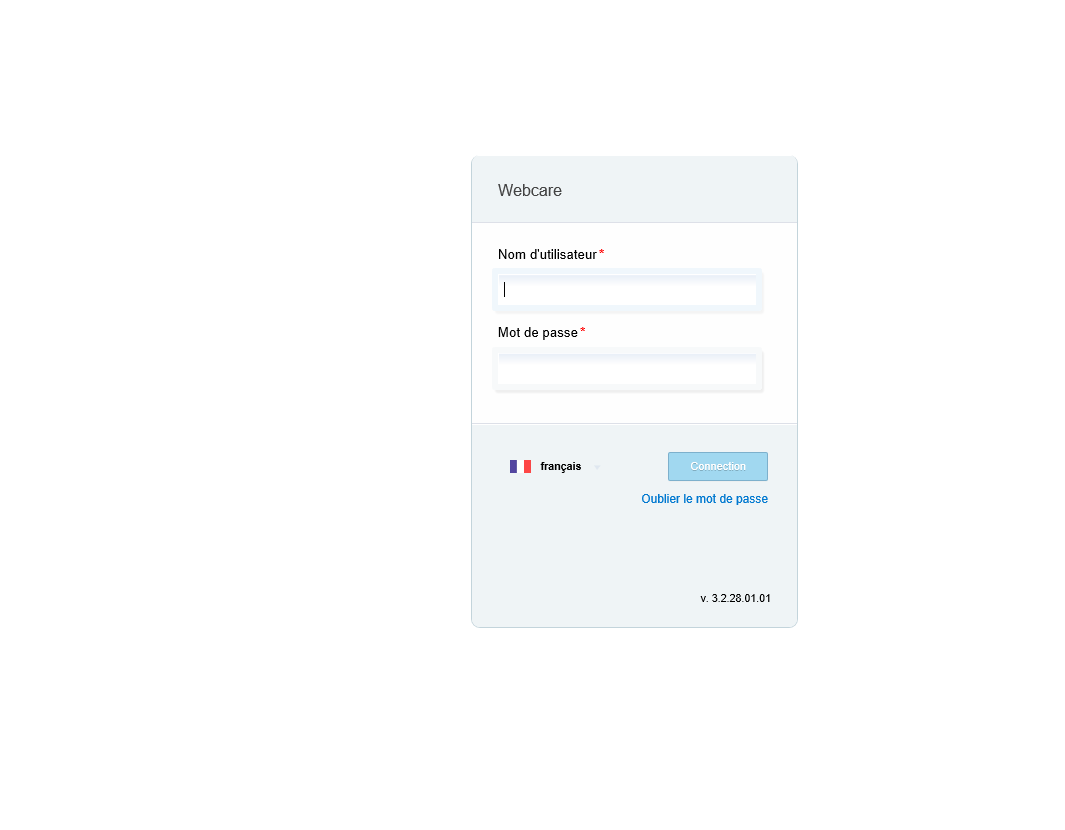 Webcare
Nom d'utilisateur*
Mot de passe*
français
Connection
Oublier le mot de passe
v. 3.2.28.01.01